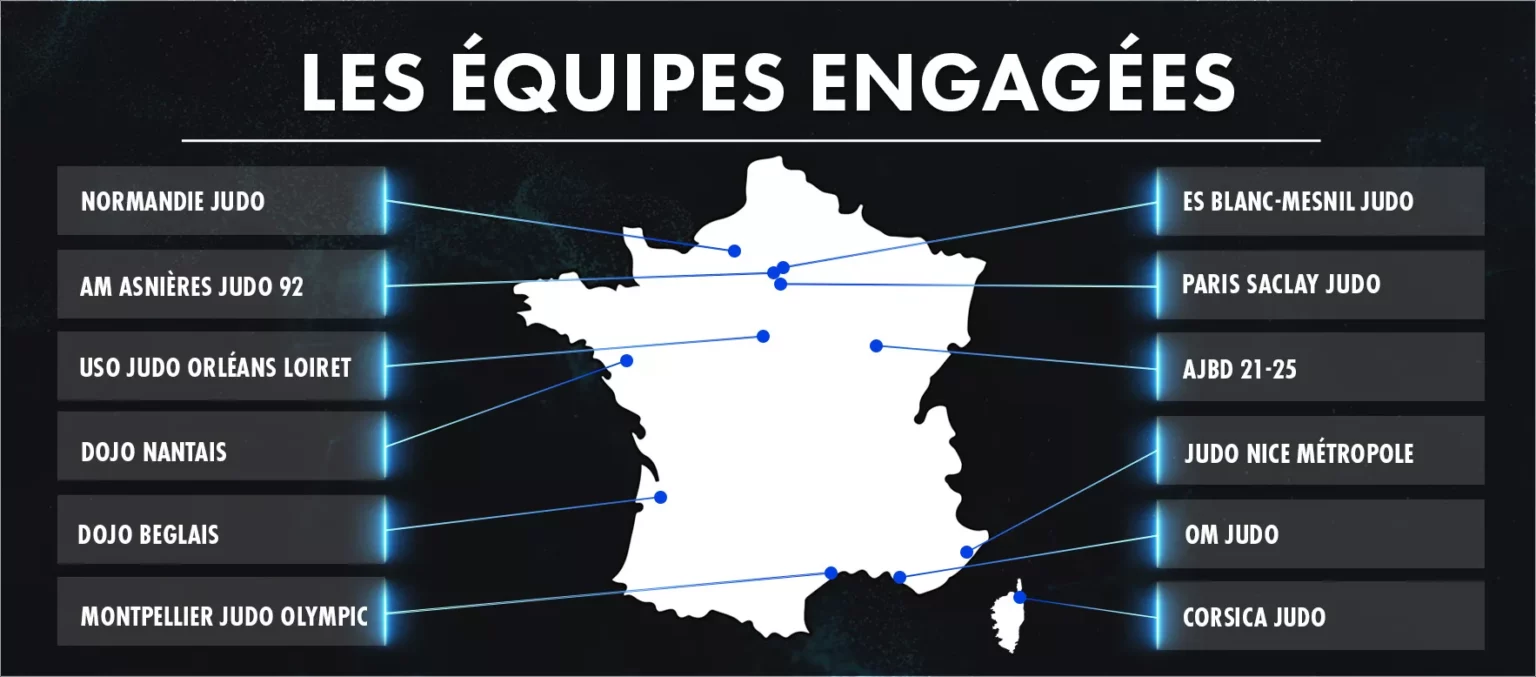 LES ÉQUIPES ENGAGÉES
NORMANDIE JUDO
AM ASNIÈRES JUDO 92
USO JUDO ORLÉANS LOIRET
DOJO NANTAIS
DOJO BEGLAIS
MONTPELLIER JUDO OLYMPIC
ES BLANC-MESNIL JUDO
PARIS SACLAY JUDO
AJBD 21-25
JUDO NICE MÉTROPOLE
OM JUDO
CORSICA JUDO